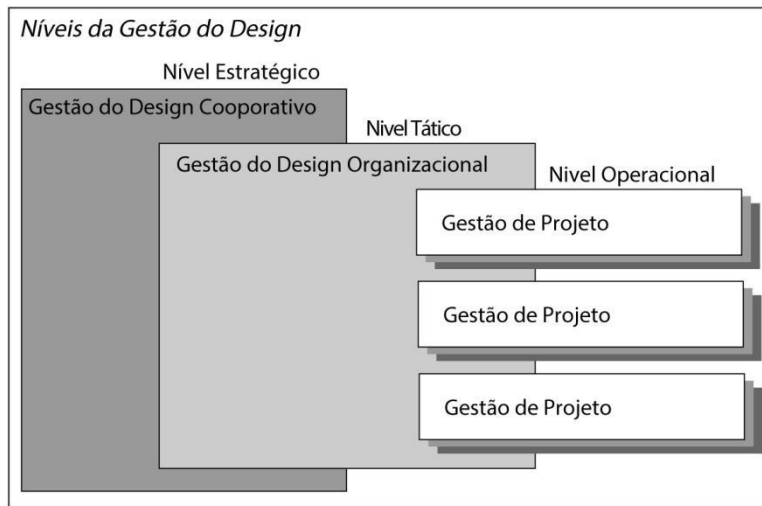 Níveis da Gestão do Design
Nível Estratégico
Gestão do Design Cooporativo
Nivel Tático
Gestão do Design Organizacional
Nivel Operacional
Gestão de Projeto
Gestão de Projeto
Gestão de Projeto